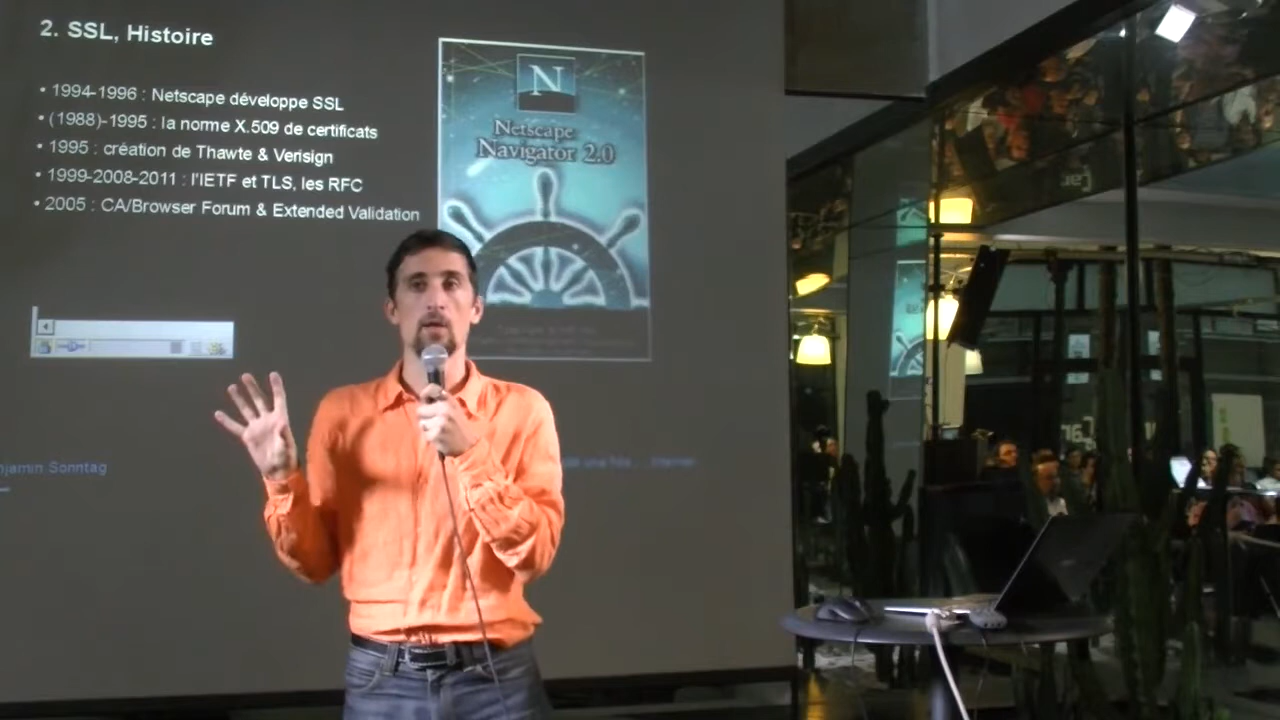 2. SSL, Histoire
• 1994-1996 : Netscape développe SSL
• (1988)-1995 : la norme X.509 de certificats
• 1995 : création de Thawte & Verisign
• 1999-2008-2011 : l'IETF et TLS, les RFC
• 2005 : CA/Browser Forum & Extended Validation
N
Netscape
Navigator 2.0
njamin Sonntag